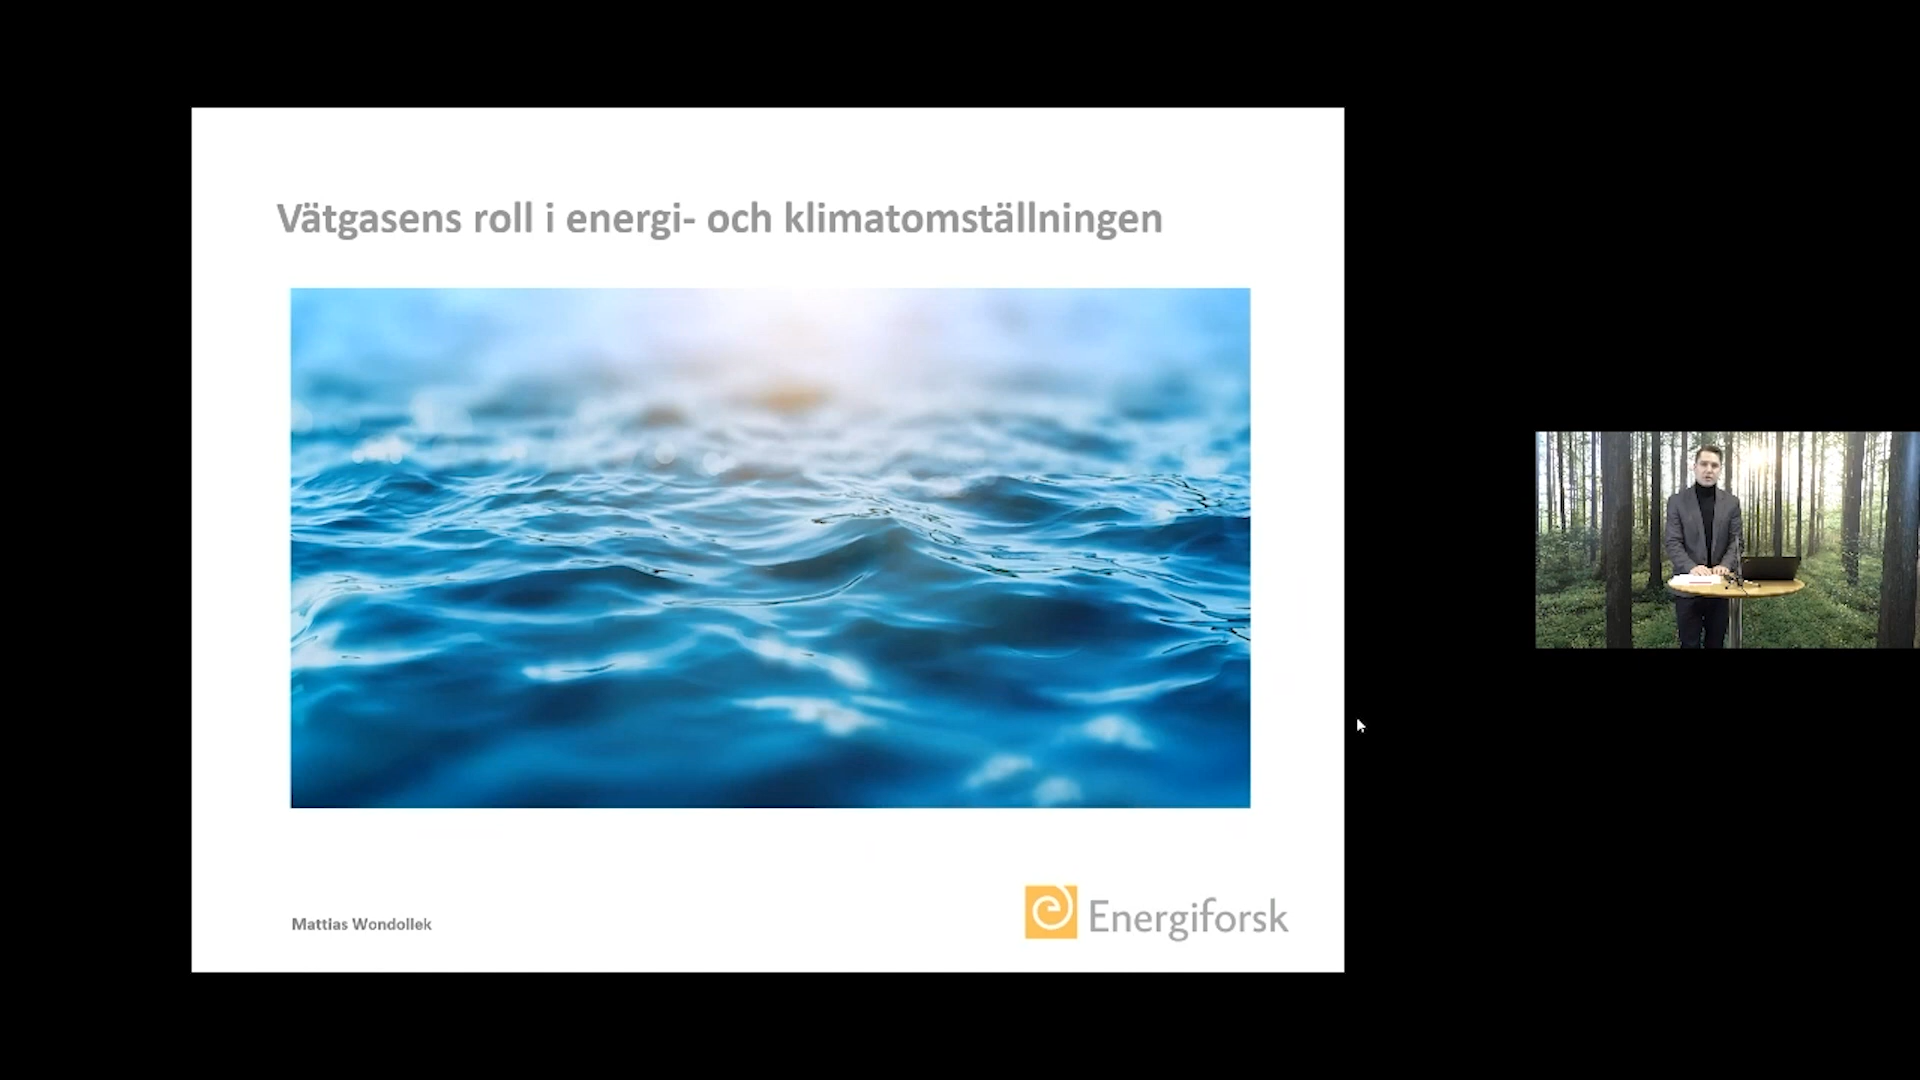 Vätgasens roll i energi- och klimatomställningen
Mattias Wondollek
Energiforsk